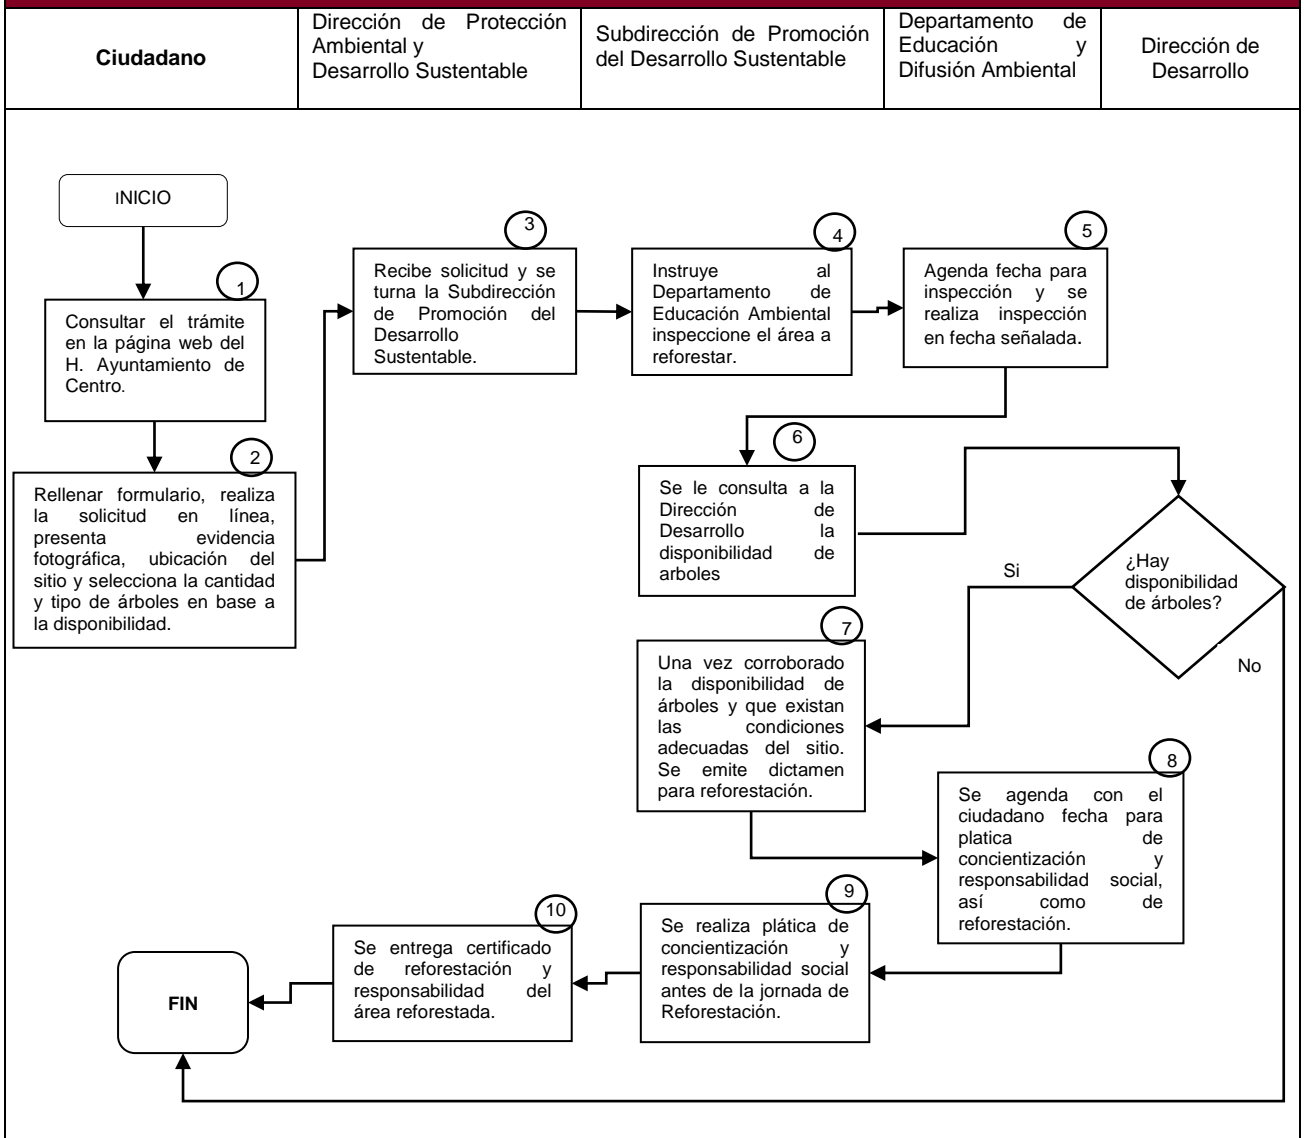 Ciudadano
Dirección de Protección
Ambiental y
Desarrollo Sustentable
Subdirección de Promoción
del Desarrollo Sustentable
Departamento de
Educación y
Difusión Ambiental
Dirección de
Desarrollo
INICIO
1
Consultar el trámite
en la página web del
H. Ayuntamiento de
Centro.
2
Rellenar formulario, realiza
la solicitud en línea,
presenta evidencia
fotográfica, ubicación del
sitio y selecciona la cantidad
y tipo de árboles en base a
la disponibilidad.
3
Recibe solicitud y se
turna la Subdirección
de Promoción del
Desarrollo
Sustentable.
4
Instruye al
Departamento de
Educación Ambiental
inspeccione el área a
reforestar.
5
Agenda fecha para
inspección y se
realiza inspección
en fecha señalada.
6
Se le consulta a la
Dirección de
Desarrollo la
disponibilidad de
arboles
¿Hay
disponibilidad
de árboles?
Si
No
7
Una vez corroborado
la disponibilidad de
árboles y que existan
las condiciones
adecuadas del sitio.
Se emite dictamen
para reforestación.
8
Se agenda con el
ciudadano fecha para
platica de
concientización y
responsabilidad social,
así como de
reforestación.
9
Se realiza plática de
concientización y
responsabilidad social
antes de la jornada de
Reforestación.
10
Se entrega certificado
de reforestación y
responsabilidad del
área reforestada.
FIN